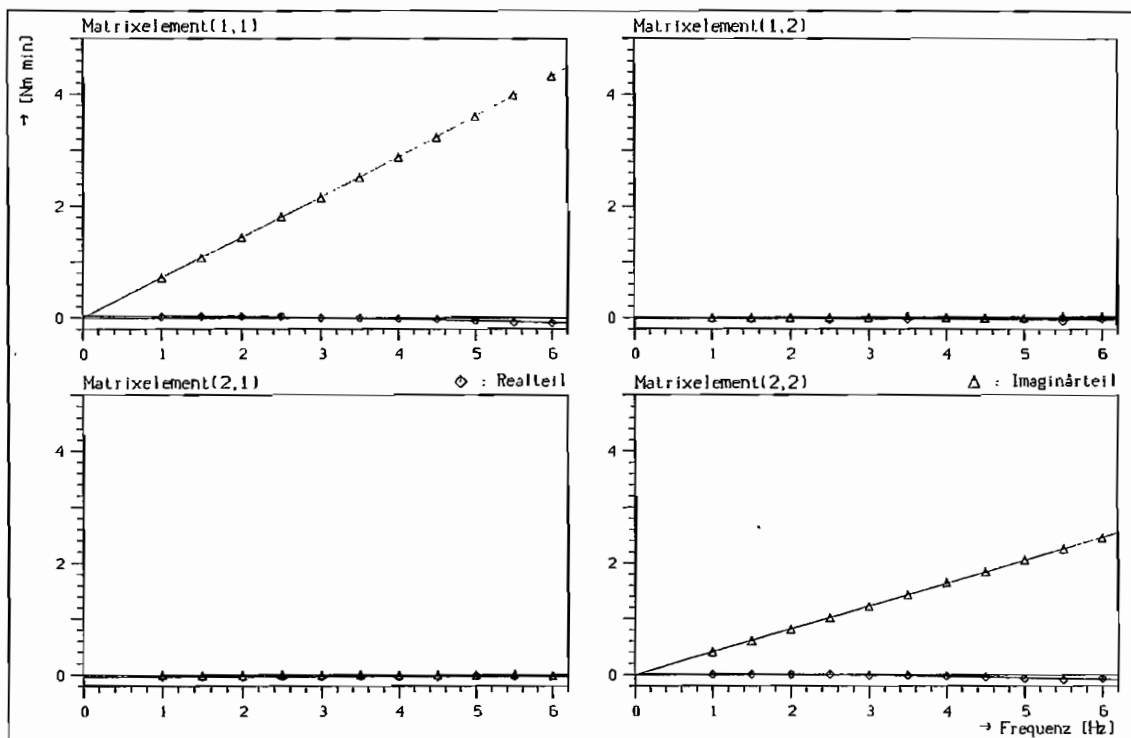 Matrixelement(1,1) Matrixelement(1,2)
→ [Nm min]
4 4
2 2
0 0
0 1 2 3 4 5 6 0 1 2 3 4 5 6
Matrixelement(2,1) ◇ : Realteil Matrixelement(2,2) △ : Imaginärteil
4 4
2 2
0 0
0 1 2 3 4 5 6 0 1 2 3 4 5 6
→ Frequenz [Hz]